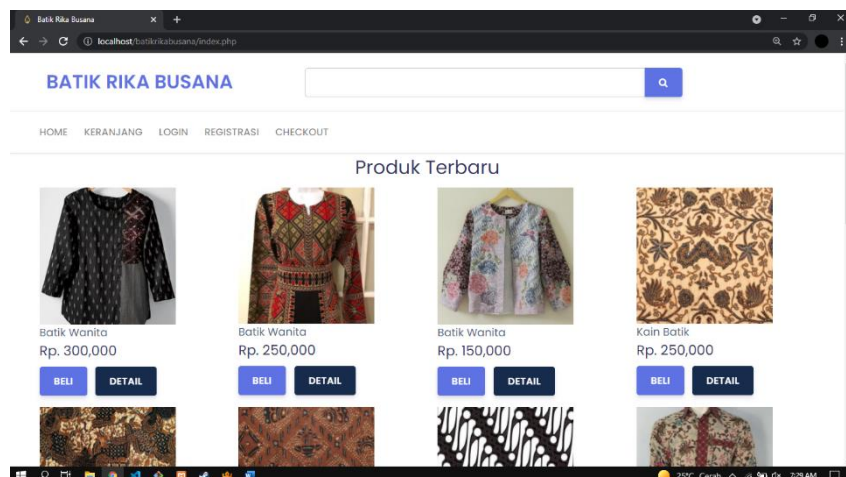 Batik Rika Busana
localhost/batikrikabusana/index.php
BATIK RIKA BUSANA
HOME KERANJANG LOGIN REGISTRASI CHECKOUT
Produk Terbaru
Batik Wanita Batik Wanita Batik Wanita Kain Batik
Rp. 300,000 Rp. 250,000 Rp. 150,000 Rp. 250,000
BELI DETAIL BELI DETAIL BELI DETAIL BELI DETAIL
25°C Cerah 7:29 AM